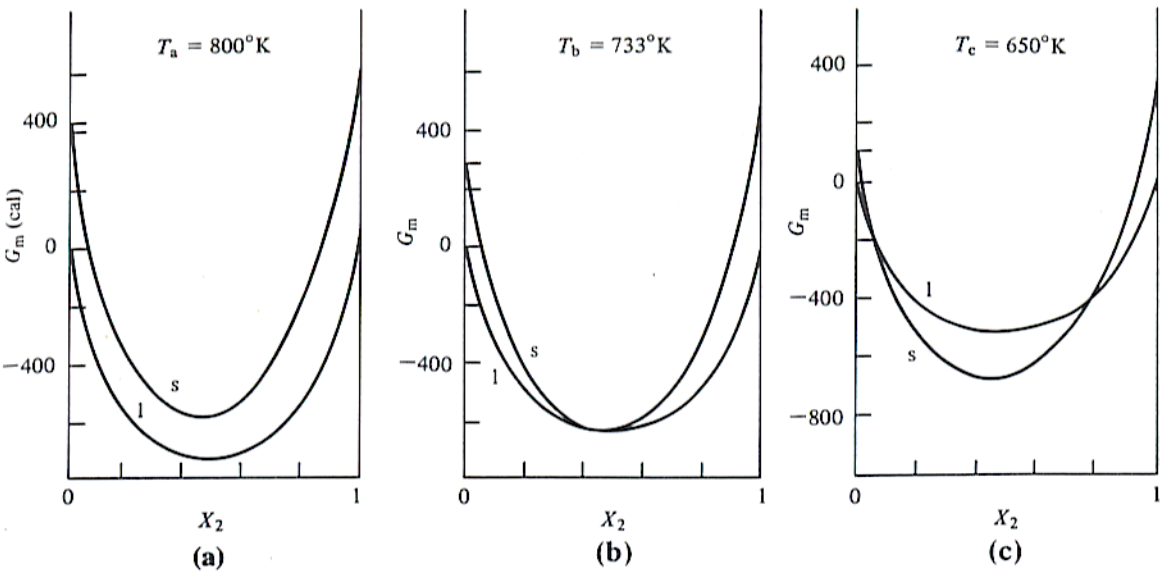 T_a = 800°K
400
0
−400
G_m (cal)
s
l
0
1
X_2
(a)
T_b = 733°K
400
0
−400
G_m
s
l
0
1
X_2
(b)
T_c = 650°K
400
0
−400
−800
G_m
l
s
0
1
X_2
(c)